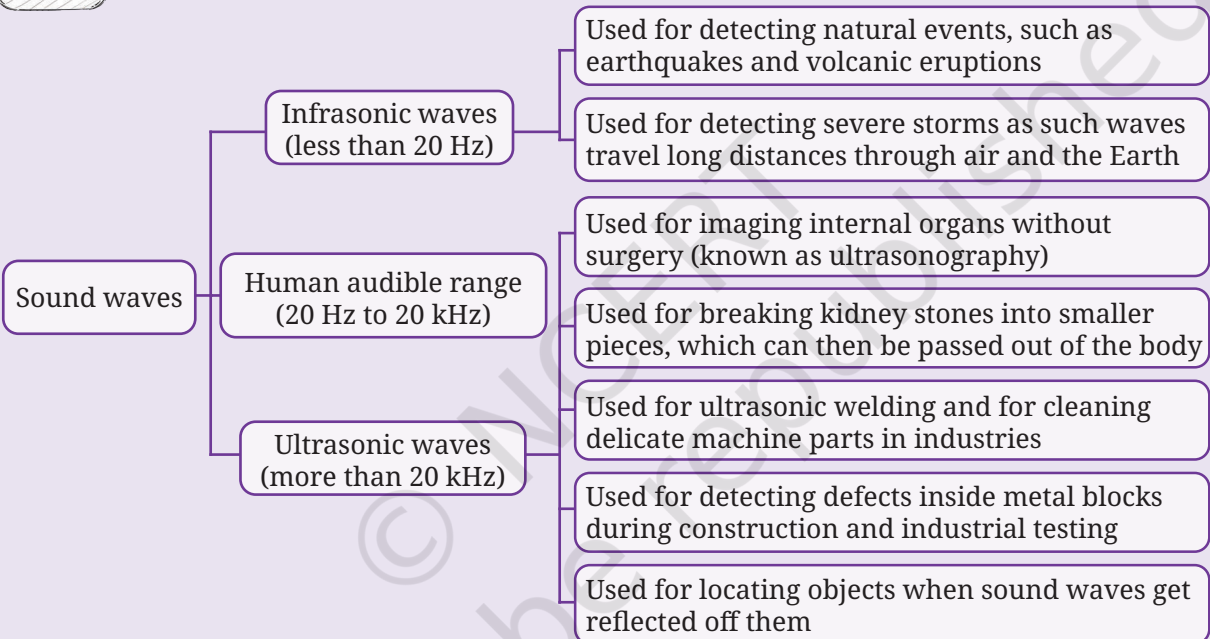 Used for detecting natural events, such as
earthquakes and volcanic eruptions
Infrasonic waves
(less than 20 Hz)
Used for detecting severe storms as such waves
travel long distances through air and the Earth
Used for imaging internal organs without
surgery (known as ultrasonography)
Sound waves
Human audible range
(20 Hz to 20 kHz)
Used for breaking kidney stones into smaller
pieces, which can then be passed out of the body
Used for ultrasonic welding and for cleaning
delicate machine parts in industries
Ultrasonic waves
(more than 20 kHz)
Used for detecting defects inside metal blocks
during construction and industrial testing
Used for locating objects when sound waves get
reflected off them
© NCERT
be republished